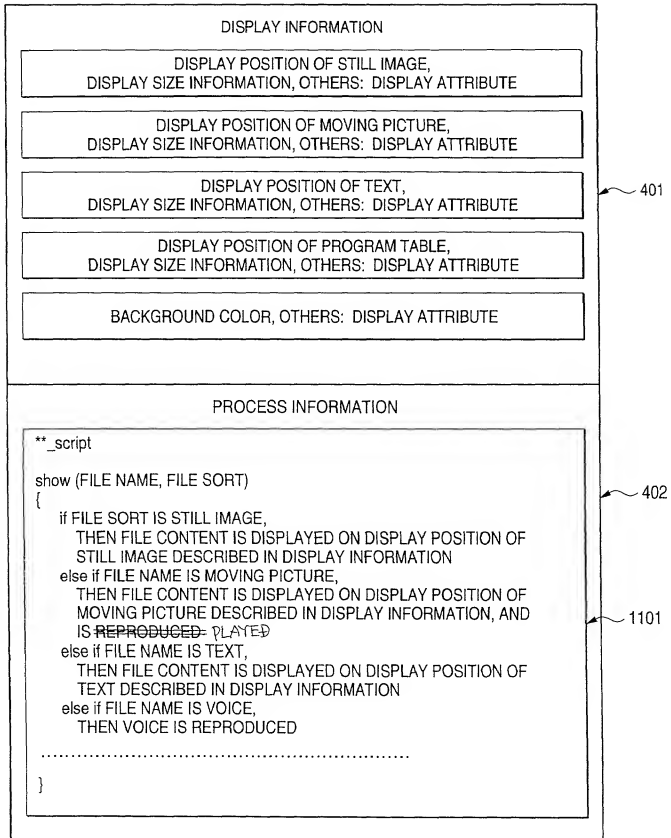 DISPLAY INFORMATION
DISPLAY POSITION OF STILL IMAGE,
DISPLAY SIZE INFORMATION, OTHERS: DISPLAY ATTRIBUTE
DISPLAY POSITION OF MOVING PICTURE,
DISPLAY SIZE INFORMATION, OTHERS: DISPLAY ATTRIBUTE
DISPLAY POSITION OF TEXT,
DISPLAY SIZE INFORMATION, OTHERS: DISPLAY ATTRIBUTE
401
DISPLAY POSITION OF PROGRAM TABLE,
DISPLAY SIZE INFORMATION, OTHERS: DISPLAY ATTRIBUTE
BACKGROUND COLOR, OTHERS: DISPLAY ATTRIBUTE
PROCESS INFORMATION
**_script
show (FILE NAME, FILE SORT)
402
{
if FILE SORT IS STILL IMAGE,
THEN FILE CONTENT IS DISPLAYED ON DISPLAY POSITION OF
STILL IMAGE DESCRIBED IN DISPLAY INFORMATION
else if FILE NAME IS MOVING PICTURE,
THEN FILE CONTENT IS DISPLAYED ON DISPLAY POSITION OF
MOVING PICTURE DESCRIBED IN DISPLAY INFORMATION, AND
1101
IS REPRODUCED PLAYED
else if FILE NAME IS TEXT,
THEN FILE CONTENT IS DISPLAYED ON DISPLAY POSITION OF
TEXT DESCRIBED IN DISPLAY INFORMATION
else if FILE NAME IS VOICE,
THEN VOICE IS REPRODUCED
............................................................
}